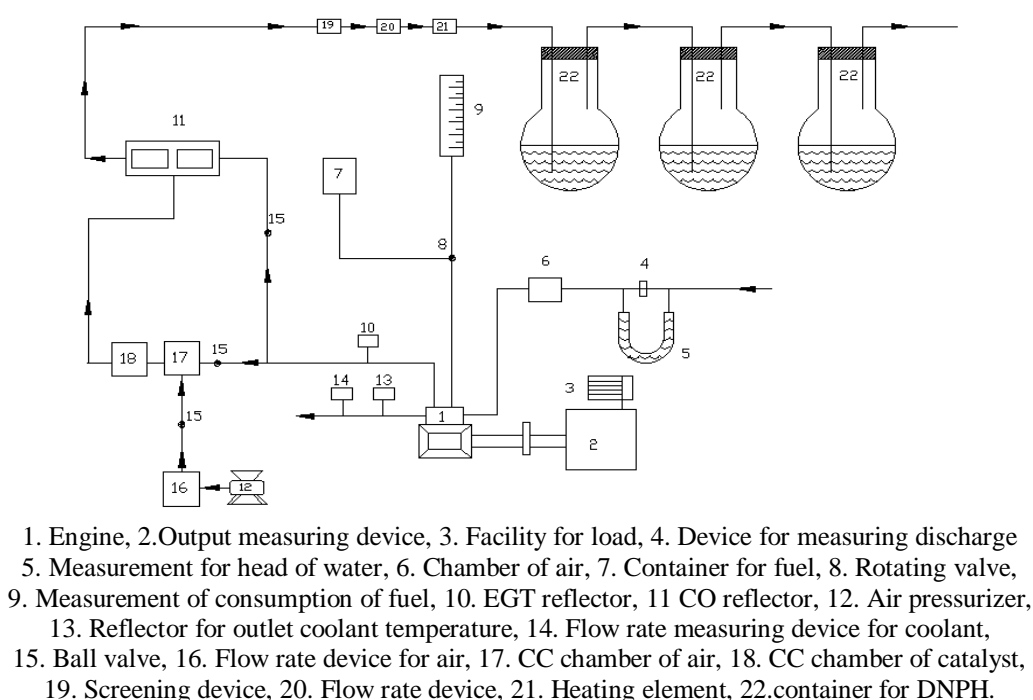 19 20 21
22 22 22
9
11
7
15
8
6 4
10
18 17 15
5
14 13 3
1
15
2
16 12
1. Engine, 2.Output measuring device, 3. Facility for load, 4. Device for measuring discharge
5. Measurement for head of water, 6. Chamber of air, 7. Container for fuel, 8. Rotating valve,
9. Measurement of consumption of fuel, 10. EGT reflector, 11 CO reflector, 12. Air pressurizer,
13. Reflector for outlet coolant temperature, 14. Flow rate measuring device for coolant,
15. Ball valve, 16. Flow rate device for air, 17. CC chamber of air, 18. CC chamber of catalyst,
19. Screening device, 20. Flow rate device, 21. Heating element, 22.container for DNPH.